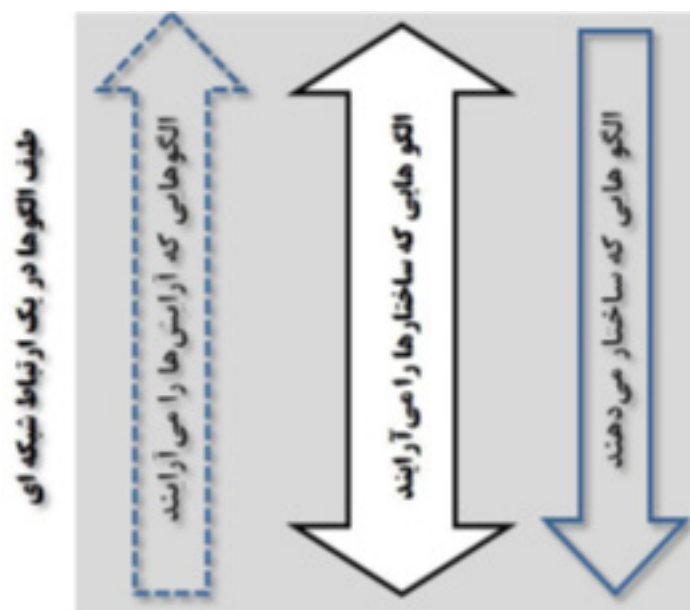 طیف الگوها در یک ارتباط شبکه ای
الگوهایی که آرایش‌ها را می‌آرایند
الگو هایی که ساختارها را می‌آرایند
الگو هایی که ساختار می‌دهند